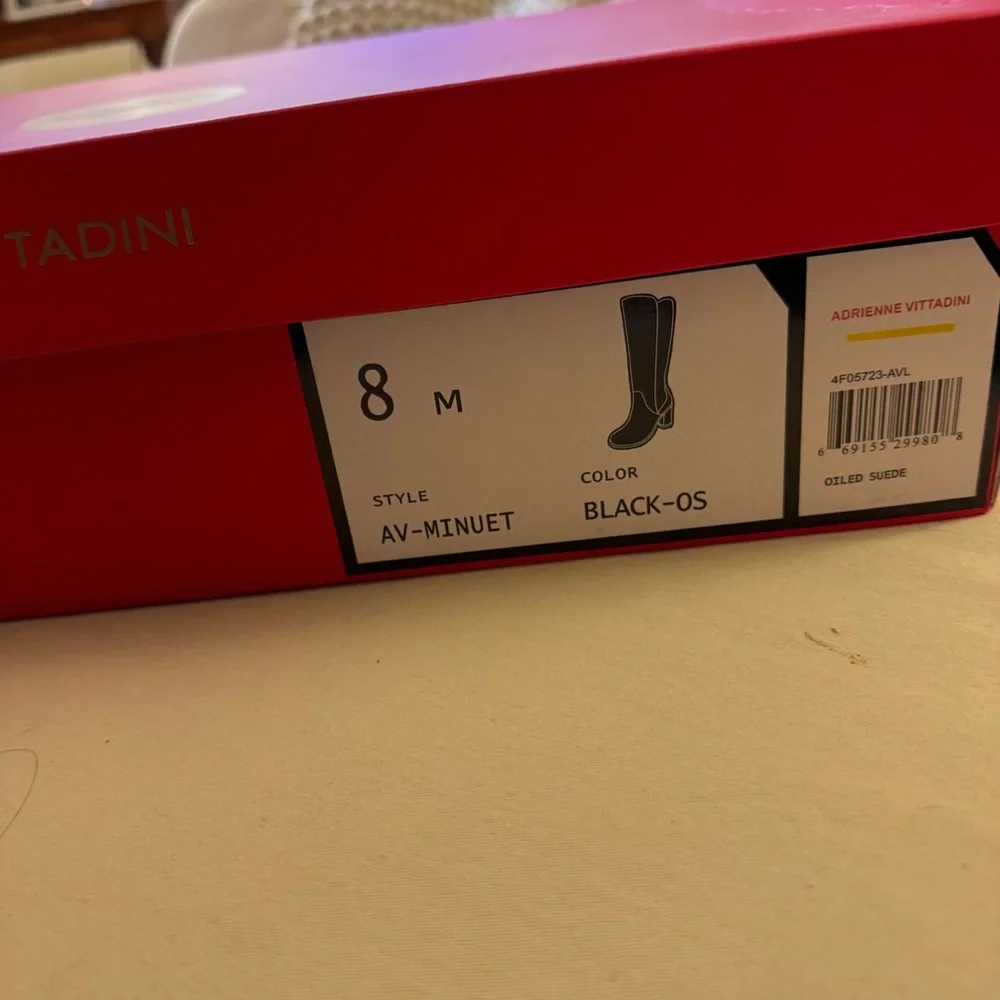 TADINI
8 M
STYLE
AV-MINUET
COLOR
BLACK-OS
ADRIENNE VITTADINI
4F05723-AVL
6 69155 29980 8
OILED SUEDE